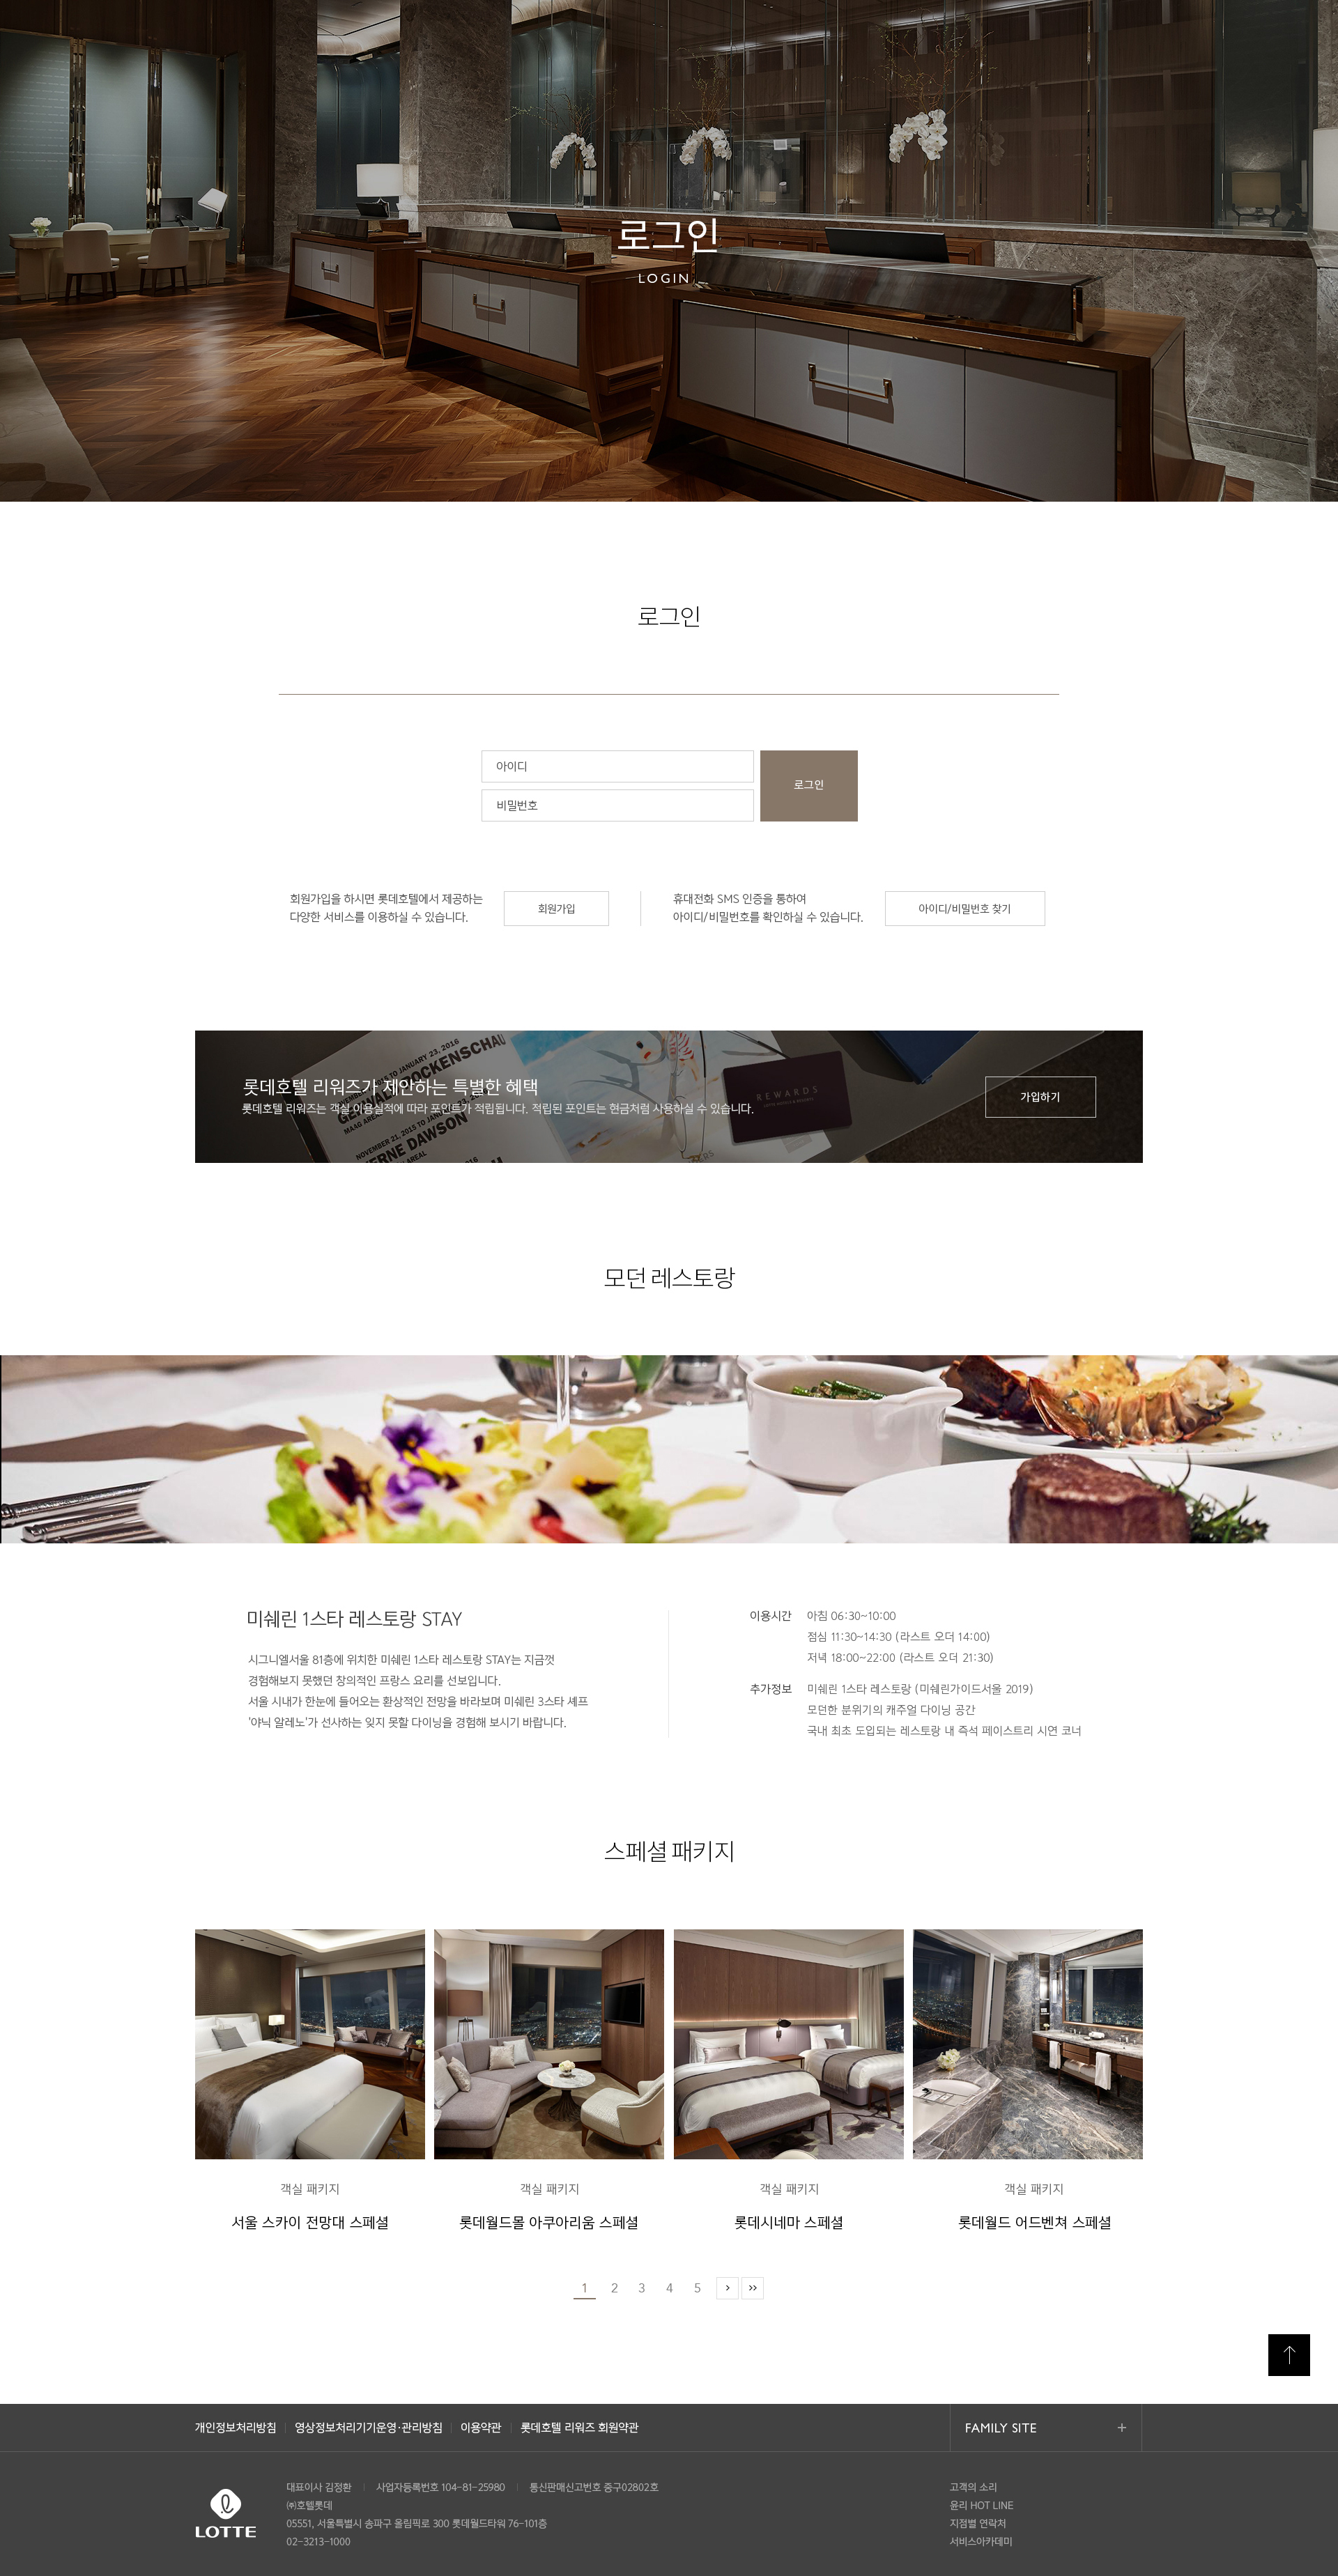 로그인
LOGIN
로그인
아이디
비밀번호
로그인
회원가입을 하시면 롯데호텔에서 제공하는
다양한 서비스를 이용하실 수 있습니다.
회원가입
휴대전화 SMS 인증을 통하여
아이디/비밀번호를 확인하실 수 있습니다.
아이디/비밀번호 찾기
롯데호텔 리워즈가 제안하는 특별한 혜택
롯데호텔 리워즈는 객실 이용실적에 따라 포인트가 적립됩니다. 적립된 포인트는 현금처럼 사용하실 수 있습니다.
REWARDS
가입하기
모던 레스토랑
미쉐린 1스타 레스토랑 STAY
시그니엘서울 81층에 위치한 미쉐린 1스타 레스토랑 STAY는 지금껏
경험해보지 못했던 창의적인 프랑스 요리를 선보입니다.
서울 시내가 한눈에 들어오는 환상적인 전망을 바라보며 미쉐린 3스타 셰프
'야닉 알레노'가 선사하는 잊지 못할 다이닝을 경험해 보시기 바랍니다.
이용시간 아침 06:30~10:00
점심 11:30~14:30 (라스트 오더 14:00)
저녁 18:00~22:00 (라스트 오더 21:30)
추가정보 미쉐린 1스타 레스토랑 (미쉐린가이드서울 2019)
모던한 분위기의 캐주얼 다이닝 공간
국내 최초 도입되는 레스토랑 내 즉석 페이스트리 시연 코너
스페셜 패키지
객실 패키지
서울 스카이 전망대 스페셜
객실 패키지
롯데월드몰 아쿠아리움 스페셜
객실 패키지
롯데시네마 스페셜
객실 패키지
롯데월드 어드벤쳐 스페셜
1 2 3 4 5 > >>
개인정보처리방침 | 영상정보처리기기운영·관리방침 | 이용약관 | 롯데호텔 리워즈 회원약관
FAMILY SITE +
LOTTE
대표이사 김정환 | 사업자등록번호 104-81-25980 | 통신판매신고번호 중구02802호
㈜호텔롯데
05551, 서울특별시 송파구 올림픽로 300 롯데월드타워 76-101층
02-3213-1000
고객의 소리
윤리 HOT LINE
지점별 연락처
서비스아카데미